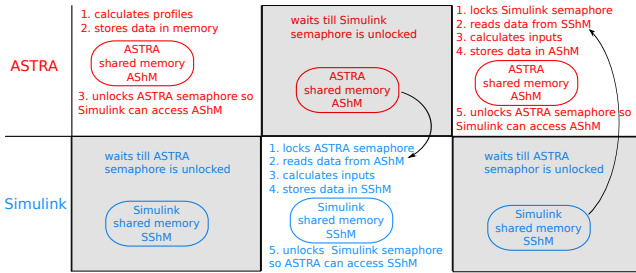 ASTRA
1. calculates profiles
2. stores data in memory
ASTRA
shared memory
AShM
3. unlocks ASTRA semaphore so
Simulink can access AShM
waits till Simulink
semaphore is unlocked
ASTRA
shared memory
AShM
1. locks Simulink semaphore
2. reads data from SShM
3. calculates inputs
4. stores data in AShM
ASTRA
shared memory
AShM
5. unlocks ASTRA semaphore so
Simulink can access AShM
Simulink
waits till ASTRA
semaphore is unlocked
Simulink
shared memory
SShM
1. locks ASTRA semaphore
2. reads data from AShM
3. calculates inputs
4. stores data in SShM
Simulink
shared memory
SShM
5. unlocks Simulink semaphore
so ASTRA can access SShM
waits till ASTRA
semaphor is unlocked
Simulink
shared memory
SShM